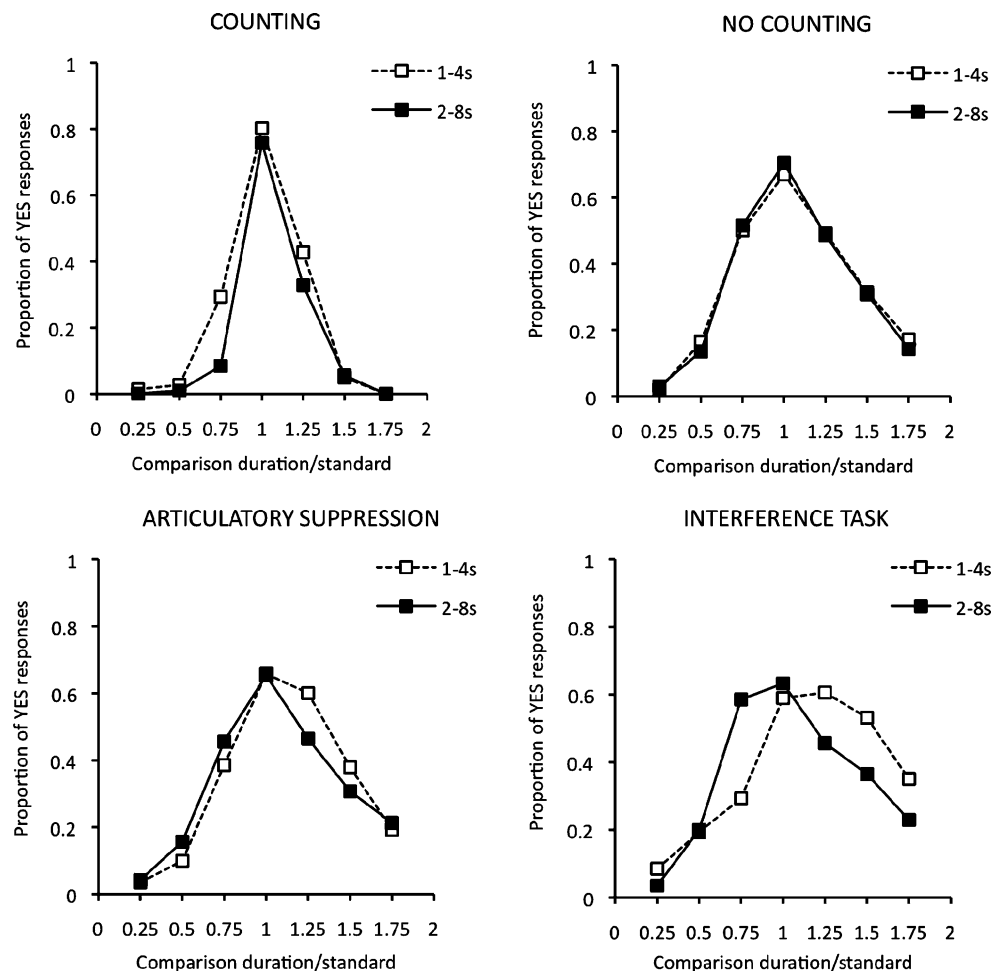 COUNTING
1
0.8
0.6
0.4
0.2
0
Proportion of YES responses
1-4s
2-8s
0 0.25 0.5 0.75 1 1.25 1.5 1.75 2
Comparison duration/standard
NO COUNTING
1
0.8
0.6
0.4
0.2
0
Proportion of YES responses
1-4s
2-8s
0 0.25 0.5 0.75 1 1.25 1.5 1.75 2
Comparison duration/standard
ARTICULATORY SUPPRESSION
1
0.8
0.6
0.4
0.2
0
Proportion of YES responses
1-4s
2-8s
0 0.25 0.5 0.75 1 1.25 1.5 1.75 2
Comparison duration/standard
INTERFERENCE TASK
1
0.8
0.6
0.4
0.2
0
Proportion of YES responses
1-4s
2-8s
0 0.25 0.5 0.75 1 1.25 1.5 1.75 2
Comparison duration/standard